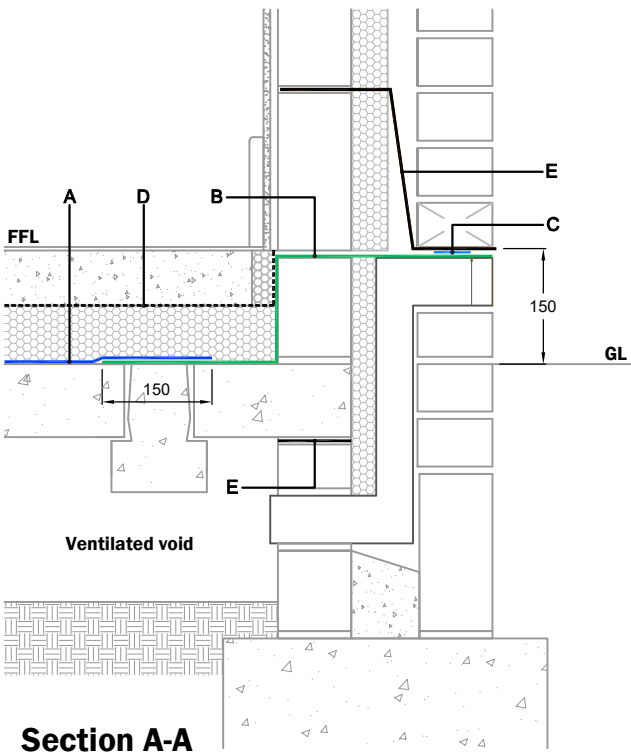 E
A
D
B
C
FFL
150
GL
150
E
Ventilated void
Section A-A